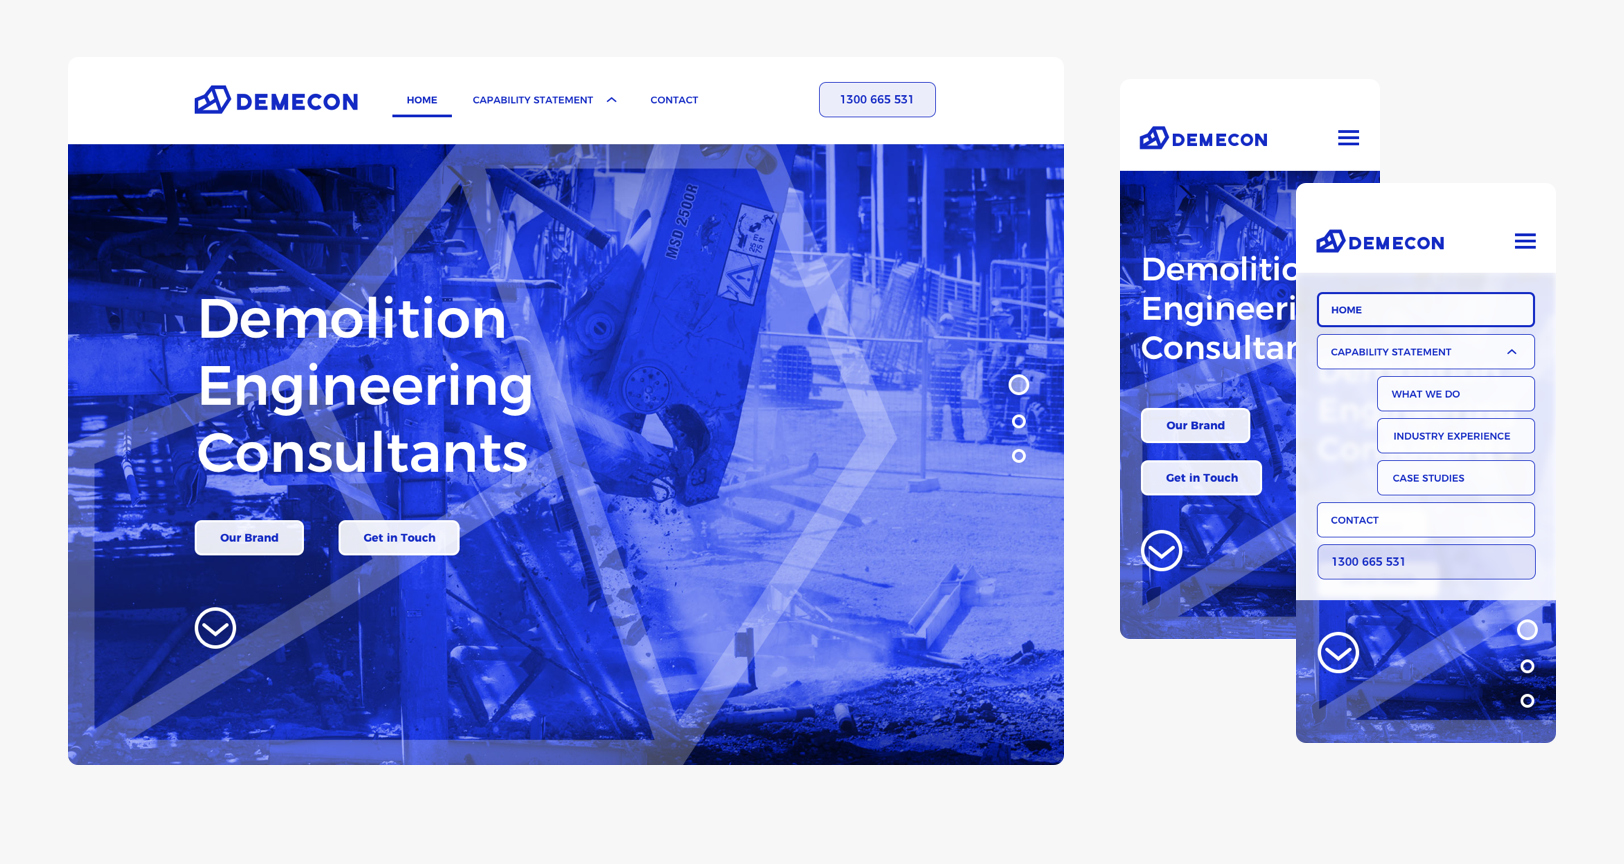 DEMECON
HOME
CAPABILITY STATEMENT
CONTACT
1300 665 531
MSD 2500R
Demolition
Engineering
Consultants
Our Brand
Get in Touch
DEMECON
Demolitio
Engineeri
Consultan
Our Brand
Get in Touch
DEMECON
HOME
CAPABILITY STATEMENT
WHAT WE DO
INDUSTRY EXPERIENCE
CASE STUDIES
CONTACT
1300 665 531